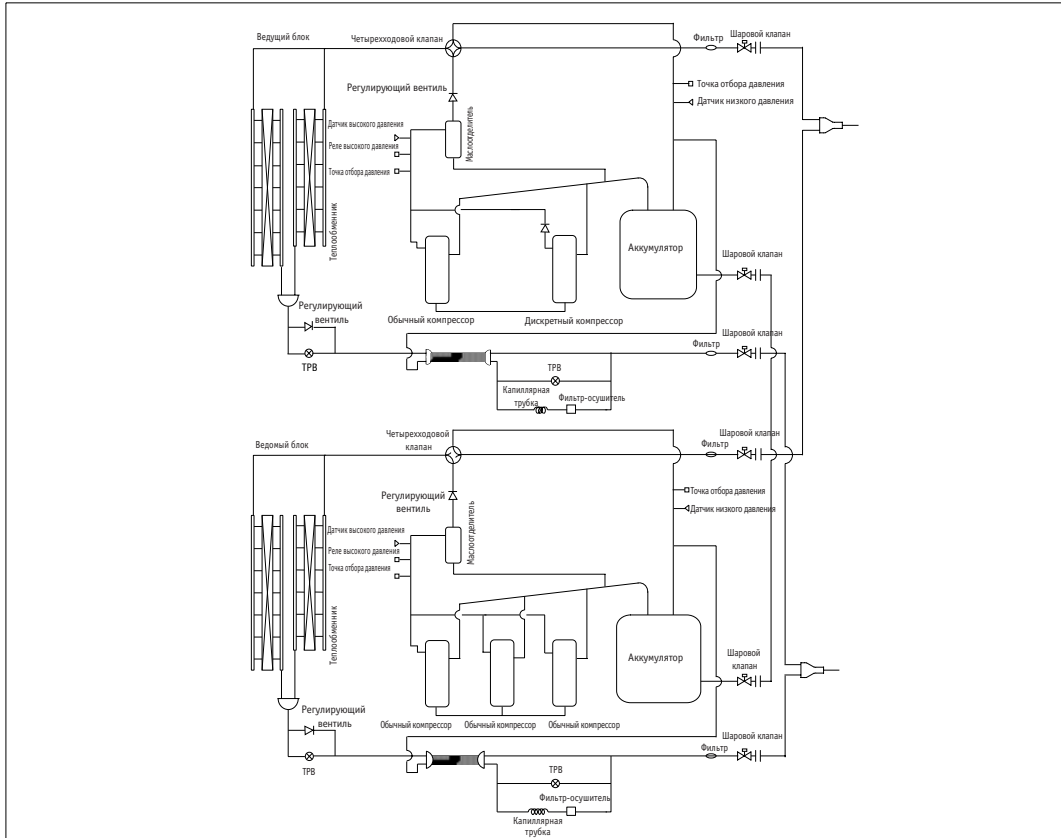 Ведущий блок
Четырехходовой клапан
Фильтр
Шаровой клапан
Регулирующий вентиль
Точка отбора давления
Датчик низкого давления
Датчик высокого давления
Реле высокого давления
Точка отбора давления
Маслоотделитель
Теплообменник
Аккумулятор
Шаровой клапан
Регулирующий
вентиль
Обычный компрессор
Дискретный компрессор
Шаровой клапан
Фильтр
ТРВ
ТРВ
Капиллярная
трубка
Фильтр-осушитель
Ведомый блок
Четырехходовой
клапан
Фильтр
Шаровой клапан
Регулирующий
вентиль
Точка отбора давления
Датчик низкого давления
Датчик высокого давления
Реле высокого давления
Точка отбора давления
Маслоотделитель
Теплообменник
Аккумулятор
Шаровой
клапан
Регулирующий
вентиль
Обычный компрессор
Обычный компрессор
Обычный компрессор
Шаровой клапан
Фильтр
ТРВ
ТРВ
Фильтр-осушитель
Капиллярная
трубка